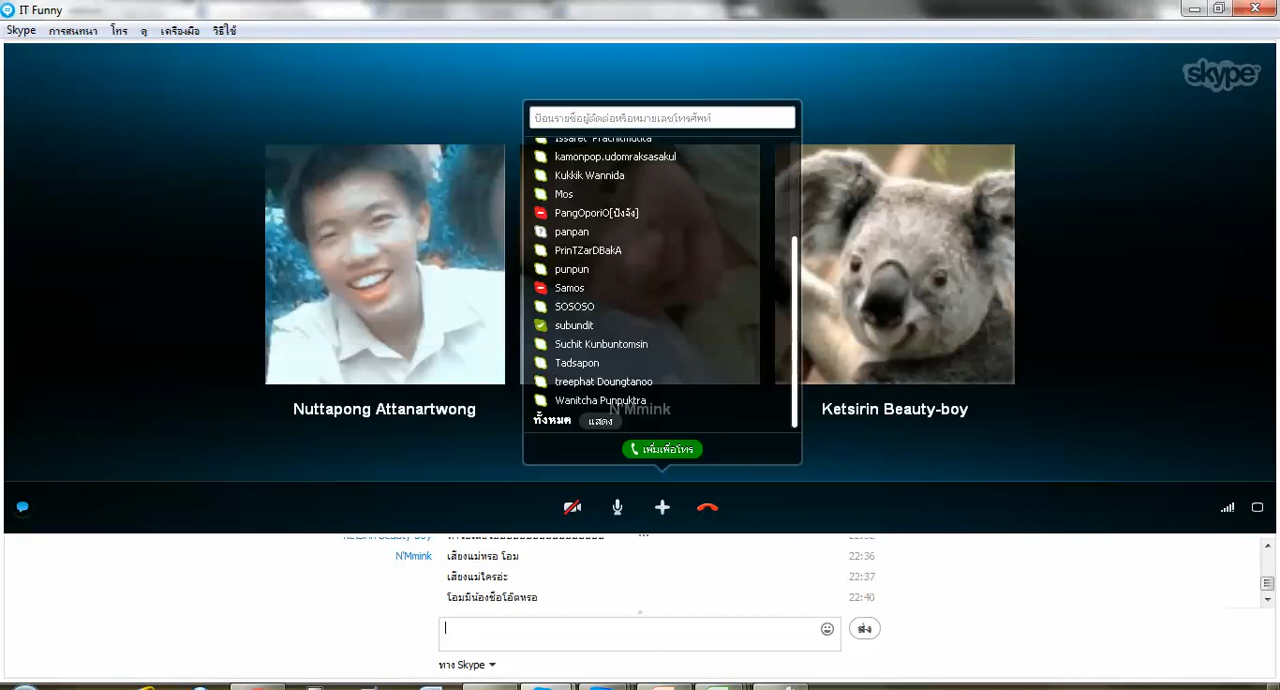 IT Funny
Skype การสนทนา โทร ดู เครื่องมือ วิธีใช้
skype
ป้อนรายชื่อผู้ติดต่อหรือหมายเลขโทรศัพท์
kamonpop.udomraksasakul
Kukkik Wannida
Mos
PangOporiO[ปังจัง]
panpan
PrinTZarDBakA
punpun
Samos
SOSOSO
subundit
Suchit Kunbuntomsin
Tadsapon
treephat Doungtanoo
Wanitcha Punpuktra
ทั้งหมด แสดง
เพิ่มเพื่อโทร
Nuttapong Attanartwong
N'Mmink
Ketsirin Beauty-boy
N'Mmink เสียงแม่หรอ โอม 22:36
เสียงแม่ใครอ่ะ 22:37
โอมมีน้องชื่อโอ๊ตหรอ 22:40
ส่ง
ทาง Skype